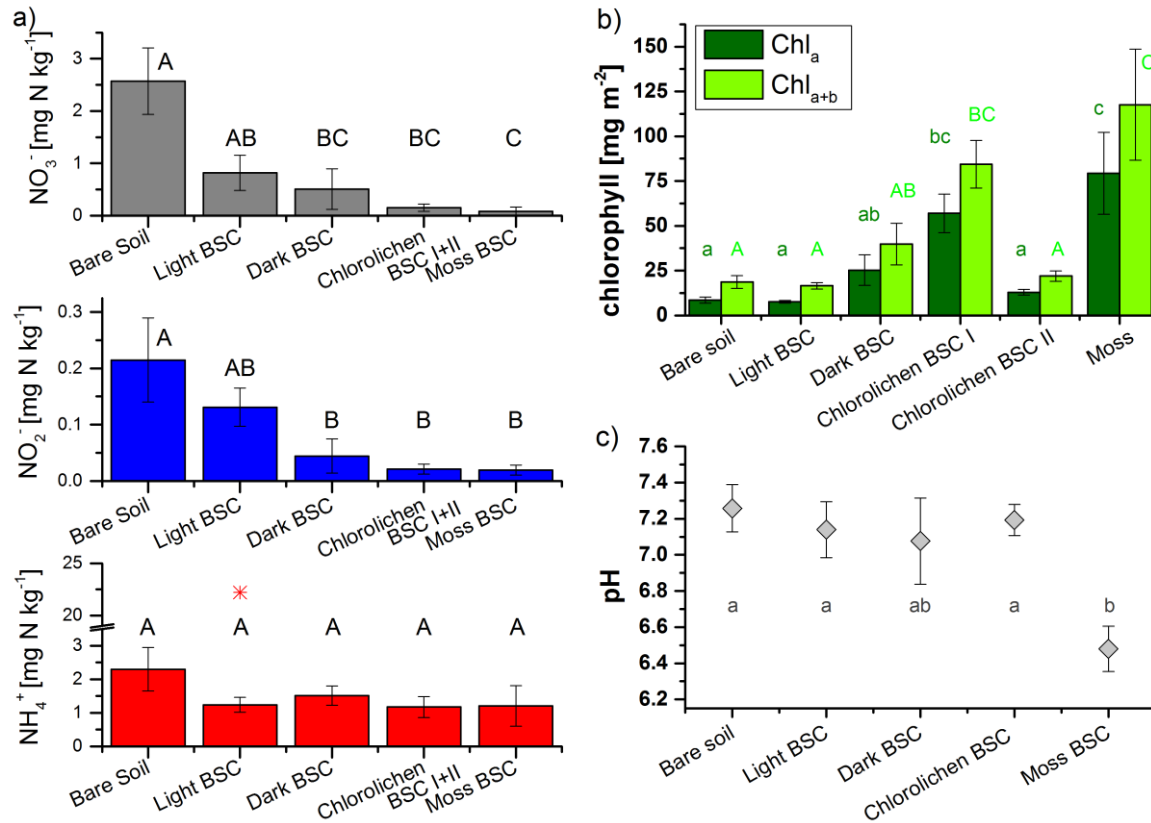 a)
NO₃⁻ [mg N kg⁻¹]
3
2
1
0
A
AB
BC
BC
C
Bare Soil
Light BSC
Dark BSC
Chlorolichen
BSC I+II
Moss BSC
NO₂⁻ [mg N kg⁻¹]
0.3
0.2
0.1
0.0
A
AB
B
B
B
Bare Soil
Light BSC
Dark BSC
Chlorolichen
BSC I+II
Moss BSC
NH₄⁺ [mg N kg⁻¹]
25
22
3
2
1
0
A
A
A
A
A
Bare Soil
Light BSC
Dark BSC
Chlorolichen
BSC I+II
Moss BSC
b)
chlorophyll [mg m⁻²]
150
125
100
75
50
25
0
Chlₐ
Chlₐ₊b
a
A
a
A
ab
AB
bc
BC
a
A
c
C
Bare soil
Light BSC
Dark BSC
Chlorolichen BSC I
Chlorolichen BSC II
Moss
c)
pH
7.6
7.4
7.2
7.0
6.8
6.6
6.4
6.2
a
a
ab
a
b
Bare soil
Light BSC
Dark BSC
Chlorolichen BSC
Moss BSC